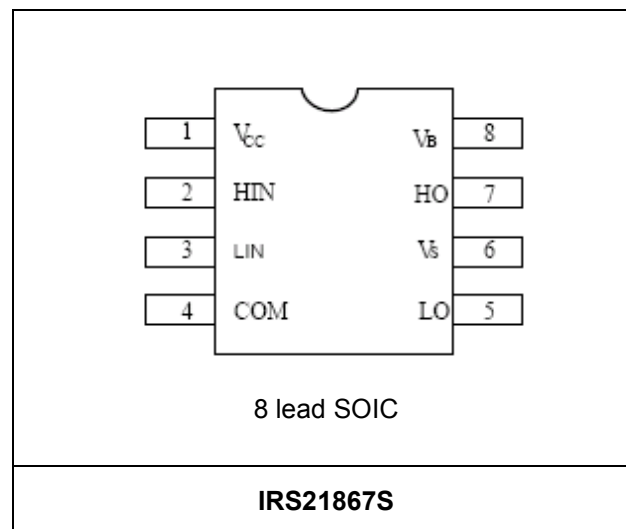 1 VCC VB 8
2 HIN HO 7
3 LIN VS 6
4 COM LO 5
8 lead SOIC
IRS21867S